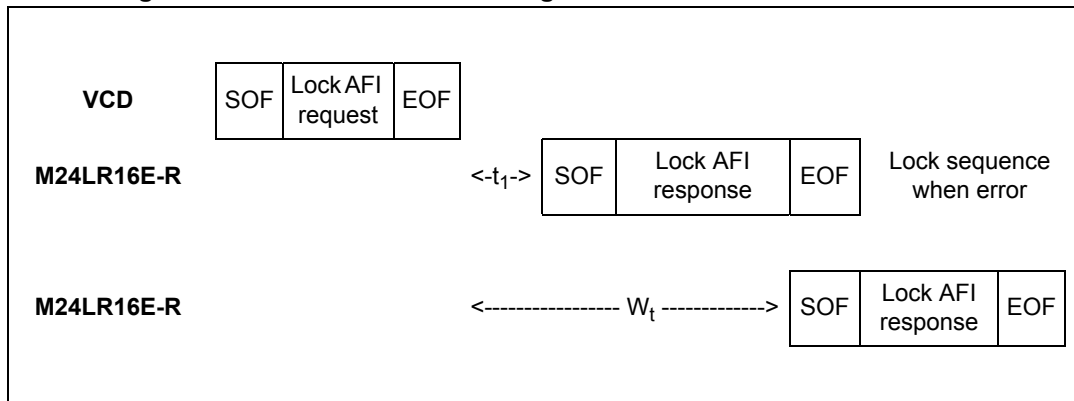 VCD SOF Lock AFI request EOF
M24LR16E-R <-t1-> SOF Lock AFI response EOF Lock sequence when error
M24LR16E-R <----------------- Wt -------------> SOF Lock AFI response EOF